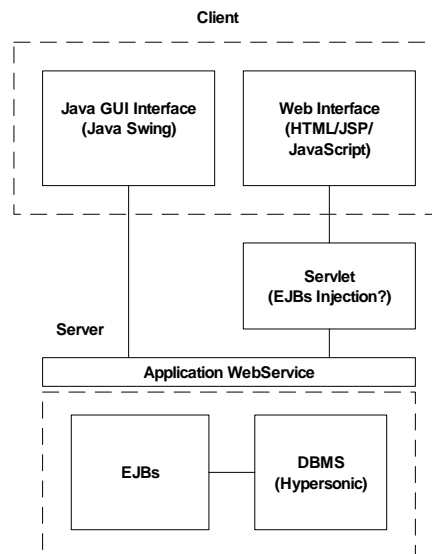 Client
Java GUI Interface
(Java Swing)
Web Interface
(HTML/JSP/
JavaScript)
Servlet
(EJBs Injection?)
Server
Application WebService
EJBs
DBMS
(Hypersonic)